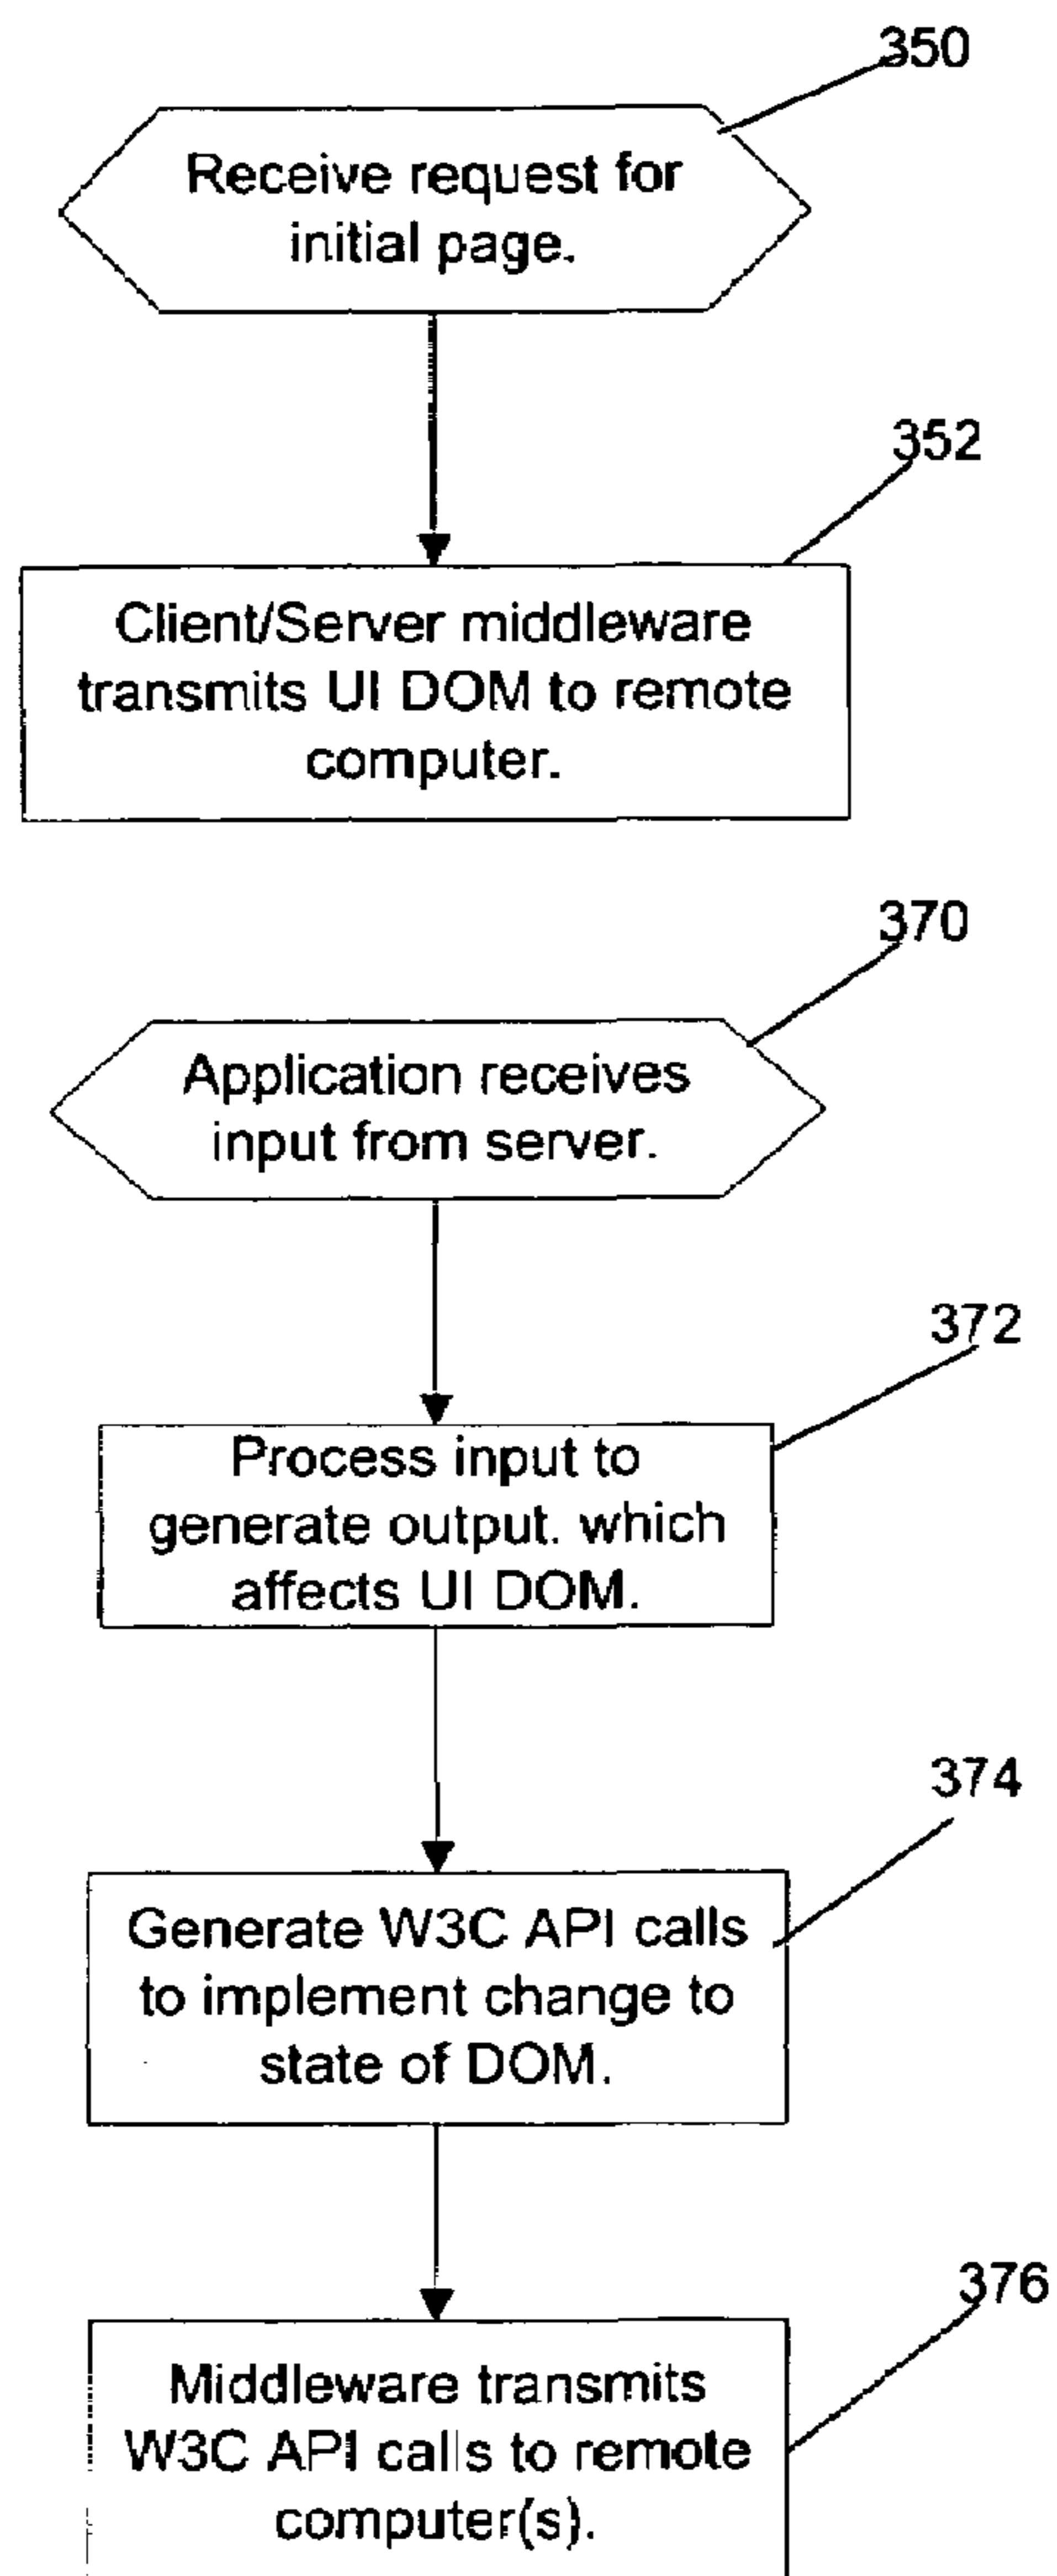 350
Receive request for
initial page.
352
Client/Server middleware
transmits UI DOM to remote
computer.
370
Application receives
input from server.
372
Process input to
generate output. which
affects UI DOM.
374
Generate W3C API calls
to implement change to
state of DOM.
376
Middleware transmits
W3C API calls to remote
computer(s).